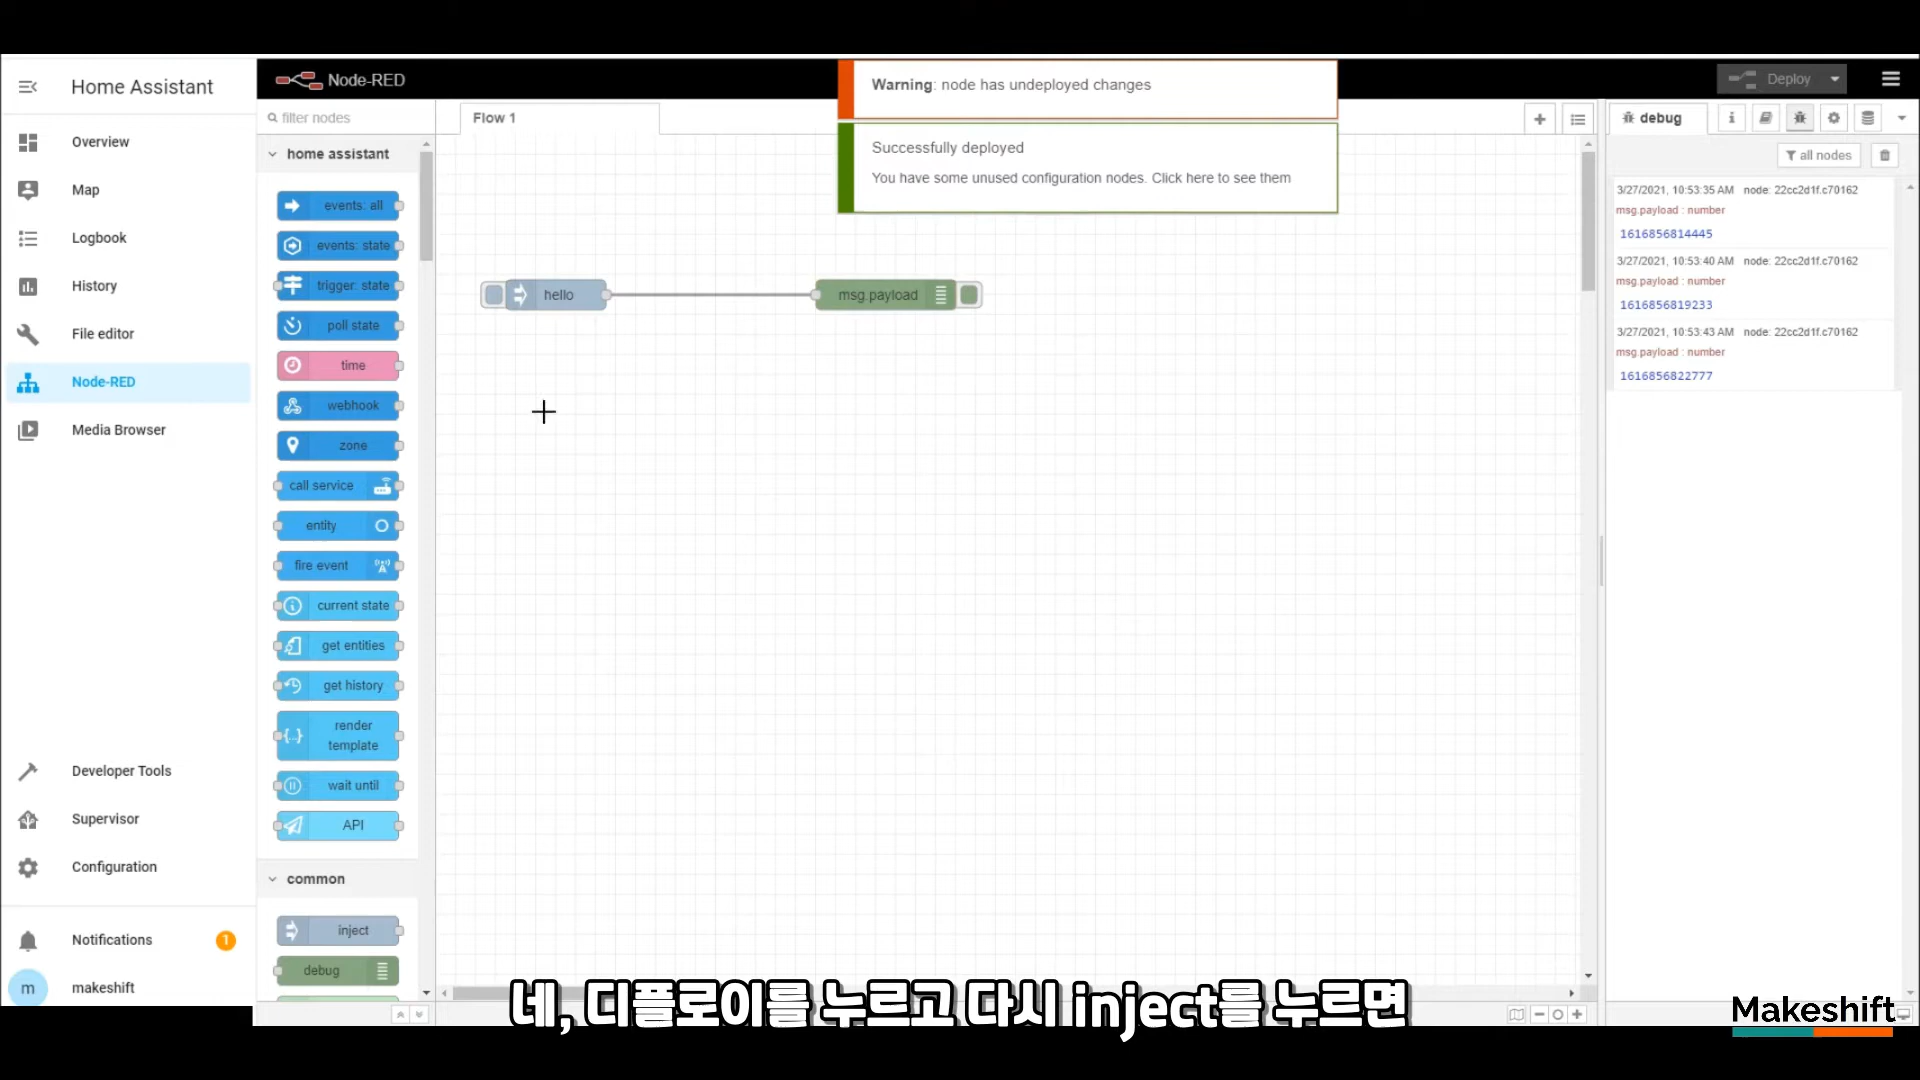 Home Assistant
Overview
Map
Logbook
History
File editor
Node-RED
Media Browser
Developer Tools
Supervisor
Configuration
Notifications
1
m
makeshift
Node-RED
filter nodes
home assistant
events: all
events: state
trigger: state
poll state
time
webhook
zone
call service
entity
fire event
current state
get entities
get history
render
template
wait until
API
common
inject
debug
Flow 1
Warning: node has undeployed changes
Successfully deployed
You have some unused configuration nodes. Click here to see them
hello
msg.payload
Deploy
debug
all nodes
3/27/2021, 10:53:35 AM node: 22cc2d1f.c70162
msg.payload : number
1616856814445
3/27/2021, 10:53:40 AM node: 22cc2d1f.c70162
msg.payload : number
1616856819233
3/27/2021, 10:53:43 AM node: 22cc2d1f.c70162
msg.payload : number
1616856822777
네, 디플로이를 누르고 다시 inject를 누르면
Makeshift